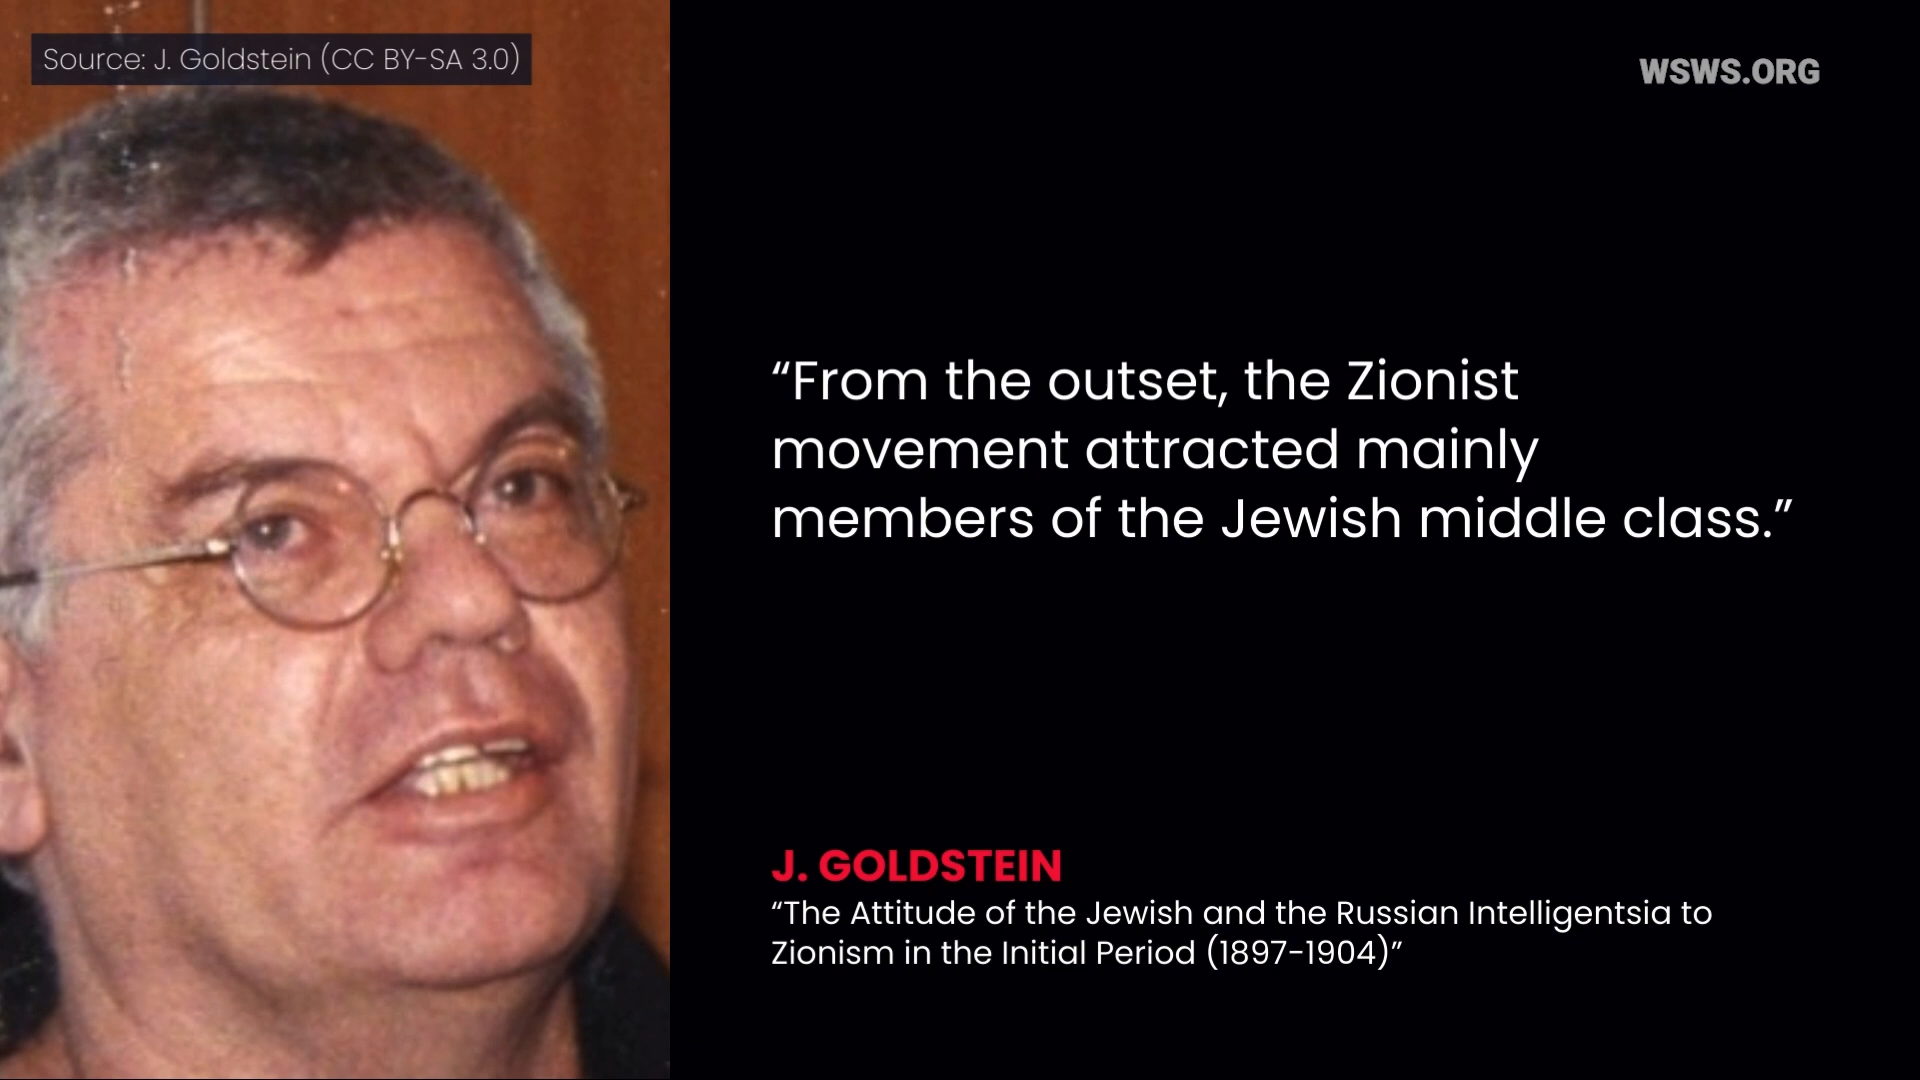 Source: J. Goldstein (CC BY-SA 3.0)
WSWS.ORG
“From the outset, the Zionist
movement attracted mainly
members of the Jewish middle class.”
J. GOLDSTEIN
“The Attitude of the Jewish and the Russian Intelligentsia to
Zionism in the Initial Period (1897-1904)”